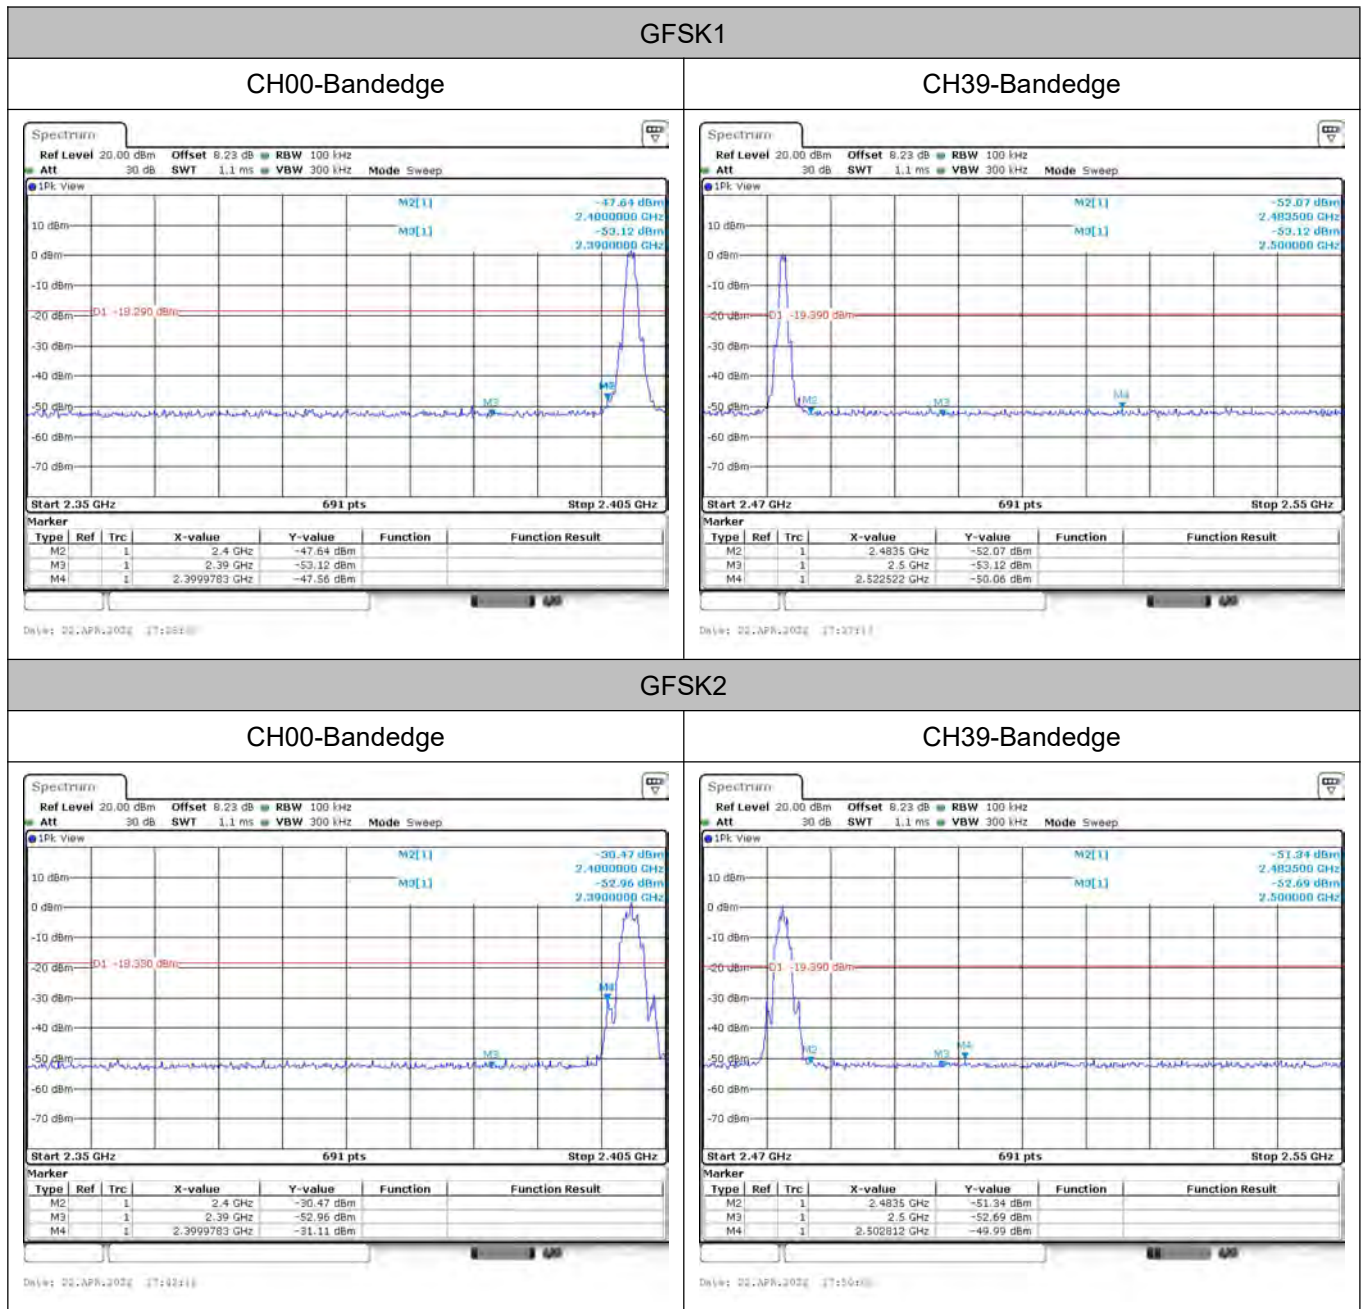 GFSK1
CH00-Bandedge
CH39-Bandedge
Spectrum
Ref Level 20.00 dBm Offset 8.23 dB RBW 100 kHz
Att 30 dB SWT 1.1 ms VBW 300 kHz Mode Sweep
1Pk View
M2[1] -47.64 dBm
2.4000000 GHz
10 dBm
M3[1] -53.12 dBm
2.3900000 GHz
0 dBm
-10 dBm
D1 -18.290 dBm
-20 dBm
-30 dBm
-40 dBm
M3
-50 dBm
-60 dBm
-70 dBm
Start 2.35 GHz 691 pts Stop 2.405 GHz
Marker
Type Ref Trc X-value Y-value Function Function Result
M2 1 2.4 GHz -47.64 dBm
M3 1 2.39 GHz -53.12 dBm
M4 1 2.3999783 GHz -47.56 dBm
Spectrum
Ref Level 20.00 dBm Offset 8.23 dB RBW 100 kHz
Att 30 dB SWT 1.1 ms VBW 300 kHz Mode Sweep
1Pk View
M2[1] -52.07 dBm
2.483500 GHz
10 dBm
M3[1] -53.12 dBm
2.500000 GHz
0 dBm
-10 dBm
-20 dBm D1 -19.390 dBm
-30 dBm
-40 dBm
M2 M3 M4
-50 dBm
-60 dBm
-70 dBm
Start 2.47 GHz 691 pts Stop 2.55 GHz
Marker
Type Ref Trc X-value Y-value Function Function Result
M2 1 2.4835 GHz -52.07 dBm
M3 1 2.5 GHz -53.12 dBm
M4 1 2.522522 GHz -50.06 dBm
GFSK2
CH00-Bandedge
CH39-Bandedge
Spectrum
Ref Level 20.00 dBm Offset 8.23 dB RBW 100 kHz
Att 30 dB SWT 1.1 ms VBW 300 kHz Mode Sweep
1Pk View
M2[1] -30.47 dBm
2.4000000 GHz
10 dBm
M3[1] -52.96 dBm
2.3900000 GHz
0 dBm
-10 dBm
D1 -18.330 dBm
-20 dBm
-30 dBm
-40 dBm
M3
-50 dBm
-60 dBm
-70 dBm
Start 2.35 GHz 691 pts Stop 2.405 GHz
Marker
Type Ref Trc X-value Y-value Function Function Result
M2 1 2.4 GHz -30.47 dBm
M3 1 2.39 GHz -52.96 dBm
M4 1 2.3999783 GHz -31.11 dBm
Spectrum
Ref Level 20.00 dBm Offset 8.23 dB RBW 100 kHz
Att 30 dB SWT 1.1 ms VBW 300 kHz Mode Sweep
1Pk View
M2[1] -51.34 dBm
2.483500 GHz
10 dBm
M3[1] -52.69 dBm
2.500000 GHz
0 dBm
-10 dBm
-20 dBm D1 -19.390 dBm
-30 dBm
-40 dBm
M2 M3 M4
-50 dBm
-60 dBm
-70 dBm
Start 2.47 GHz 691 pts Stop 2.55 GHz
Marker
Type Ref Trc X-value Y-value Function Function Result
M2 1 2.4835 GHz -51.34 dBm
M3 1 2.5 GHz -52.69 dBm
M4 1 2.502812 GHz -49.99 dBm